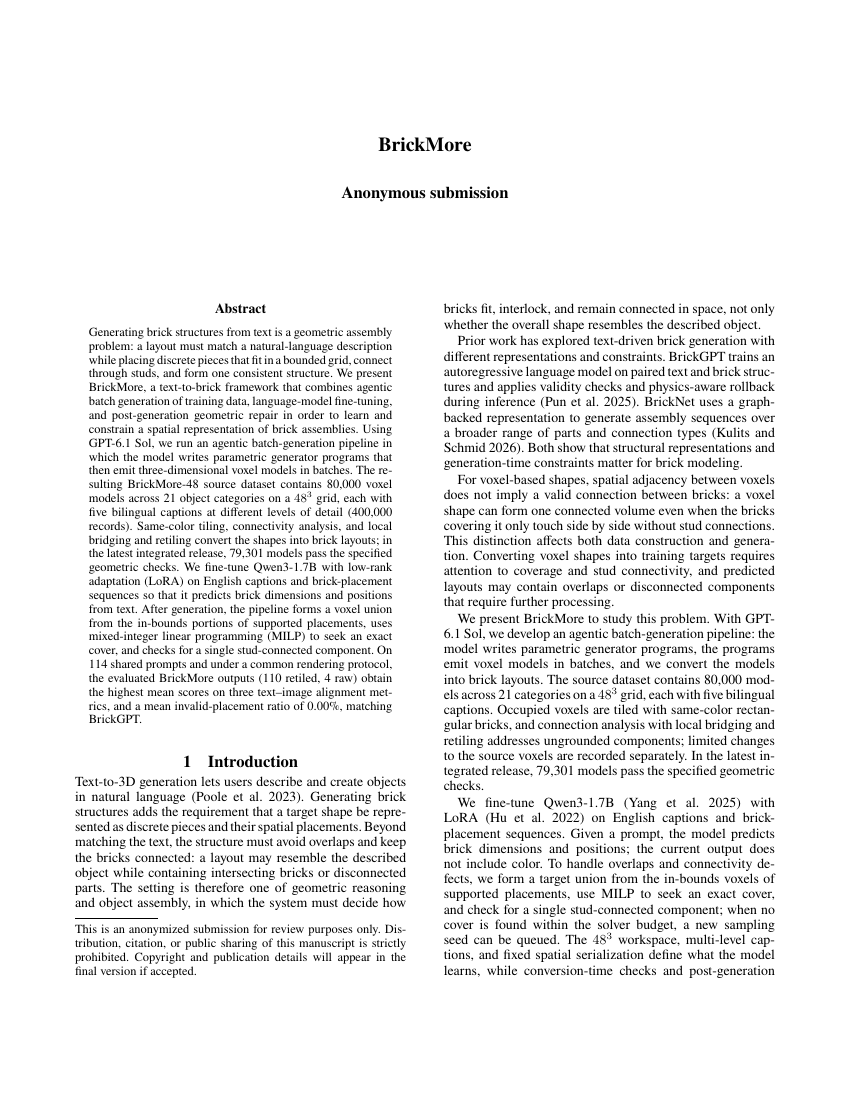 BrickMore
Anonymous submission
Abstract
Generating brick structures from text is a geometric assembly
problem: a layout must match a natural-language description
while placing discrete pieces that fit in a bounded grid, connect
through studs, and form one consistent structure. We present
BrickMore, a text-to-brick framework that combines agentic
batch generation of training data, language-model fine-tuning,
and post-generation geometric repair in order to learn and
constrain a spatial representation of brick assemblies. Using
GPT-6.1 Sol, we run an agentic batch-generation pipeline in
which the model writes parametric generator programs that
then emit three-dimensional voxel models in batches. The re-
sulting BrickMore-48 source dataset contains 80,000 voxel
models across 21 object categories on a 48³ grid, each with
five bilingual captions at different levels of detail (400,000
records). Same-color tiling, connectivity analysis, and local
bridging and retiling convert the shapes into brick layouts; in
the latest integrated release, 79,301 models pass the specified
geometric checks. We fine-tune Qwen3-1.7B with low-rank
adaptation (LoRA) on English captions and brick-placement
sequences so that it predicts brick dimensions and positions
from text. After generation, the pipeline forms a voxel union
from the in-bounds portions of supported placements, uses
mixed-integer linear programming (MILP) to seek an exact
cover, and checks for a single stud-connected component. On
114 shared prompts and under a common rendering protocol,
the evaluated BrickMore outputs (110 retiled, 4 raw) obtain
the highest mean scores on three text–image alignment met-
rics, and a mean invalid-placement ratio of 0.00%, matching
BrickGPT.
1 Introduction
Text-to-3D generation lets users describe and create objects
in natural language (Poole et al. 2023). Generating brick
structures adds the requirement that a target shape be repre-
sented as discrete pieces and their spatial placements. Beyond
matching the text, the structure must avoid overlaps and keep
the bricks connected: a layout may resemble the described
object while containing intersecting bricks or disconnected
parts. The setting is therefore one of geometric reasoning
and object assembly, in which the system must decide how
This is an anonymized submission for review purposes only. Dis-
tribution, citation, or public sharing of this manuscript is strictly
prohibited. Copyright and publication details will appear in the
final version if accepted.
bricks fit, interlock, and remain connected in space, not only
whether the overall shape resembles the described object.
Prior work has explored text-driven brick generation with
different representations and constraints. BrickGPT trains an
autoregressive language model on paired text and brick struc-
tures and applies validity checks and physics-aware rollback
during inference (Pun et al. 2025). BrickNet uses a graph-
backed representation to generate assembly sequences over
a broader range of parts and connection types (Kulits and
Schmid 2026). Both show that structural representations and
generation-time constraints matter for brick modeling.
For voxel-based shapes, spatial adjacency between voxels
does not imply a valid connection between bricks: a voxel
shape can form one connected volume even when the bricks
covering it only touch side by side without stud connections.
This distinction affects both data construction and genera-
tion. Converting voxel shapes into training targets requires
attention to coverage and stud connectivity, and predicted
layouts may contain overlaps or disconnected components
that require further processing.
We present BrickMore to study this problem. With GPT-
6.1 Sol, we develop an agentic batch-generation pipeline: the
model writes parametric generator programs, the programs
emit voxel models in batches, and we convert the models
into brick layouts. The source dataset contains 80,000 mod-
els across 21 categories on a 48³ grid, each with five bilingual
captions. Occupied voxels are tiled with same-color rectan-
gular bricks, and connection analysis with local bridging and
retiling addresses ungrounded components; limited changes
to the source voxels are recorded separately. In the latest in-
tegrated release, 79,301 models pass the specified geometric
checks.
We fine-tune Qwen3-1.7B (Yang et al. 2025) with
LoRA (Hu et al. 2022) on English captions and brick-
placement sequences. Given a prompt, the model predicts
brick dimensions and positions; the current output does
not include color. To handle overlaps and connectivity de-
fects, we form a target union from the in-bounds voxels of
supported placements, use MILP to seek an exact cover,
and check for a single stud-connected component; when no
cover is found within the solver budget, a new sampling
seed can be queued. The 48³ workspace, multi-level cap-
tions, and fixed spatial serialization define what the model
learns, while conversion-time checks and post-generation